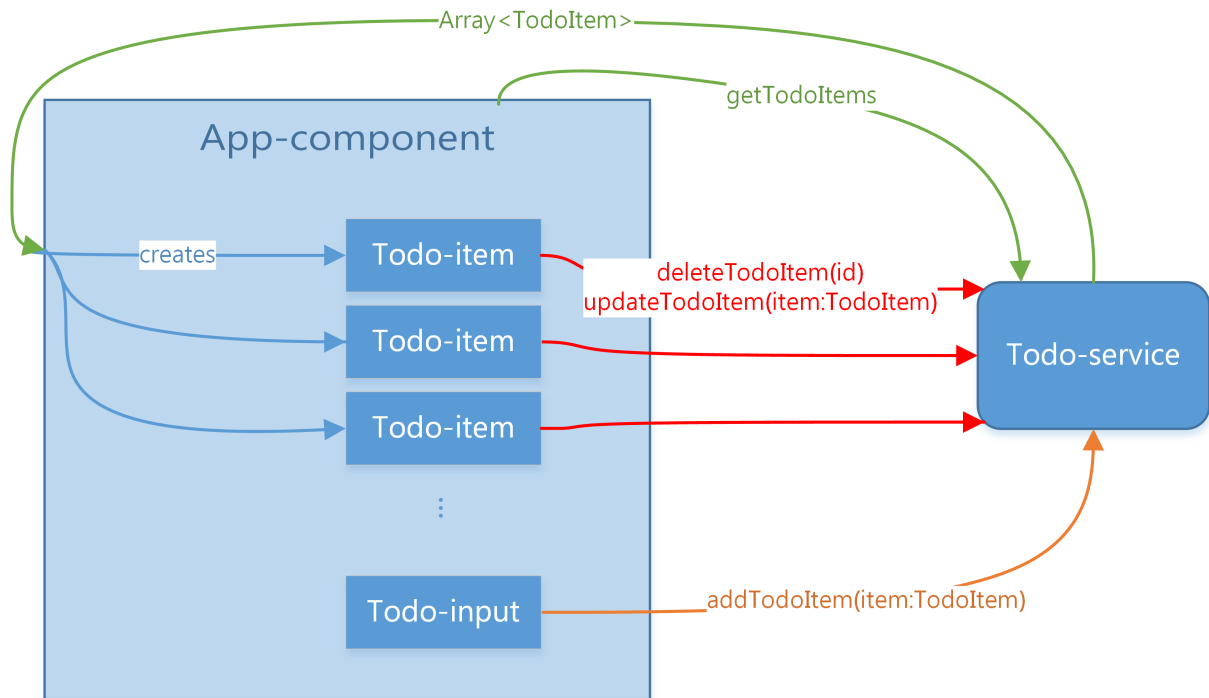 Array<TodoItem>
getTodoItems
App-component
creates
Todo-item
deleteTodoItem(id)
updateTodoItem(item:TodoItem)
Todo-item
Todo-service
Todo-item
Todo-input
addTodoItem(item:TodoItem)